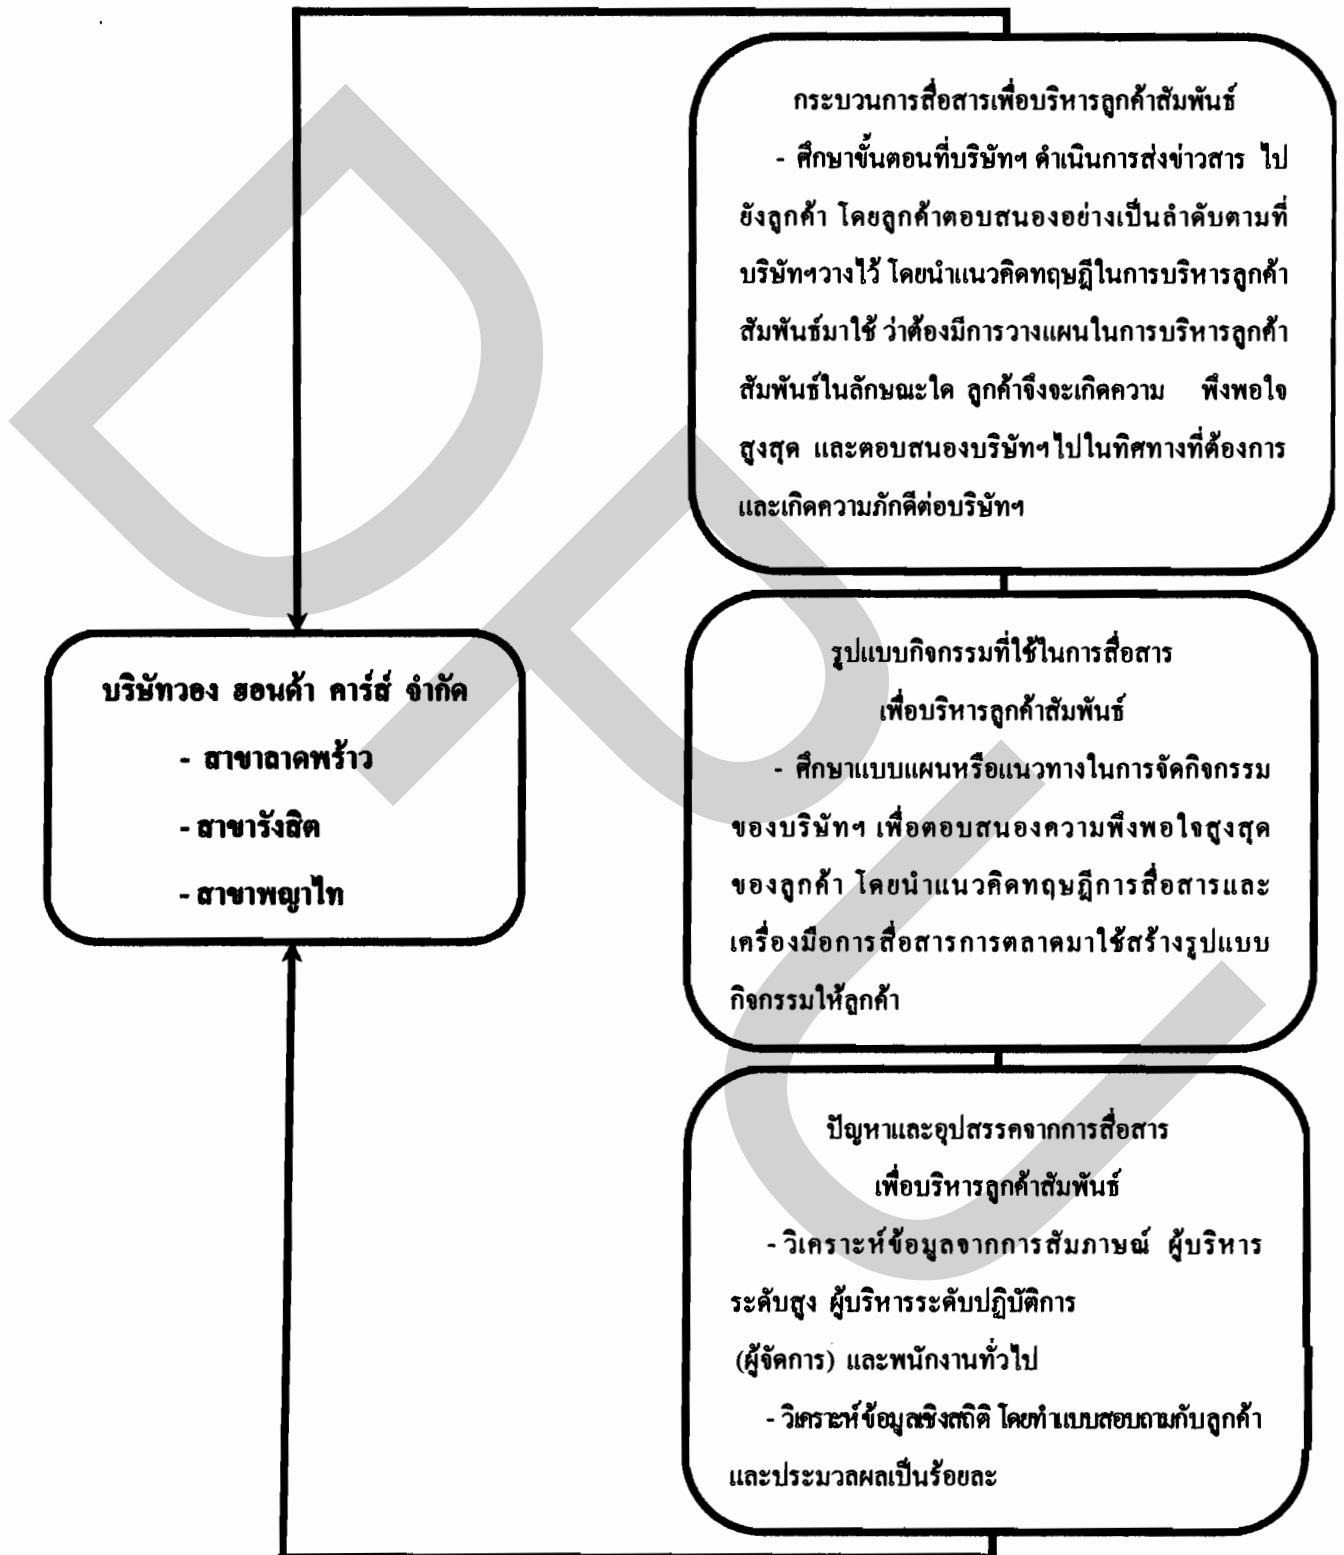 กระบวนการสื่อสารเพื่อบริหารลูกค้าสัมพันธ์
- ศึกษาขั้นตอนที่บริษัทฯ ดำเนินการส่งข่าวสาร ไป
ยังลูกค้า โดยลูกค้าตอบสนองอย่างเป็นลำดับตามที่
บริษัทฯวางไว้ โดยนำแนวคิดทฤษฎีในการบริหารลูกค้า
สัมพันธ์มาใช้ ว่าต้องมีการวางแผนในการบริหารลูกค้า
สัมพันธ์ในลักษณะใด ลูกค้าจึงจะเกิดความ พึงพอใจ
สูงสุด และตอบสนองบริษัทฯไปในทิศทางที่ต้องการ
และเกิดความภักดีต่อบริษัทฯ
บริษัทวอง ฮอนด้า คาร์ส์ จำกัด
- สาขาลาดพร้าว
- สาขารังสิต
- สาขาพญาไท
รูปแบบกิจกรรมที่ใช้ในการสื่อสาร
เพื่อบริหารลูกค้าสัมพันธ์
- ศึกษาแบบแผนหรือแนวทางในการจัดกิจกรรม
ของบริษัทฯ เพื่อตอบสนองความพึงพอใจสูงสุด
ของลูกค้า โดยนำแนวคิดทฤษฎีการสื่อสารและ
เครื่องมือการสื่อสารการตลาดมาใช้สร้างรูปแบบ
กิจกรรมให้ลูกค้า
ปัญหาและอุปสรรคจากการสื่อสาร
เพื่อบริหารลูกค้าสัมพันธ์
- วิเคราะห์ข้อมูลจากการสัมภาษณ์ ผู้บริหาร
ระดับสูง ผู้บริหารระดับปฏิบัติการ
(ผู้จัดการ) และพนักงานทั่วไป
- วิเคราะห์ข้อมูลเชิงสถิติ โดยทำแบบสอบถามกับลูกค้า
และประมวลผลเป็นร้อยละ
DPU